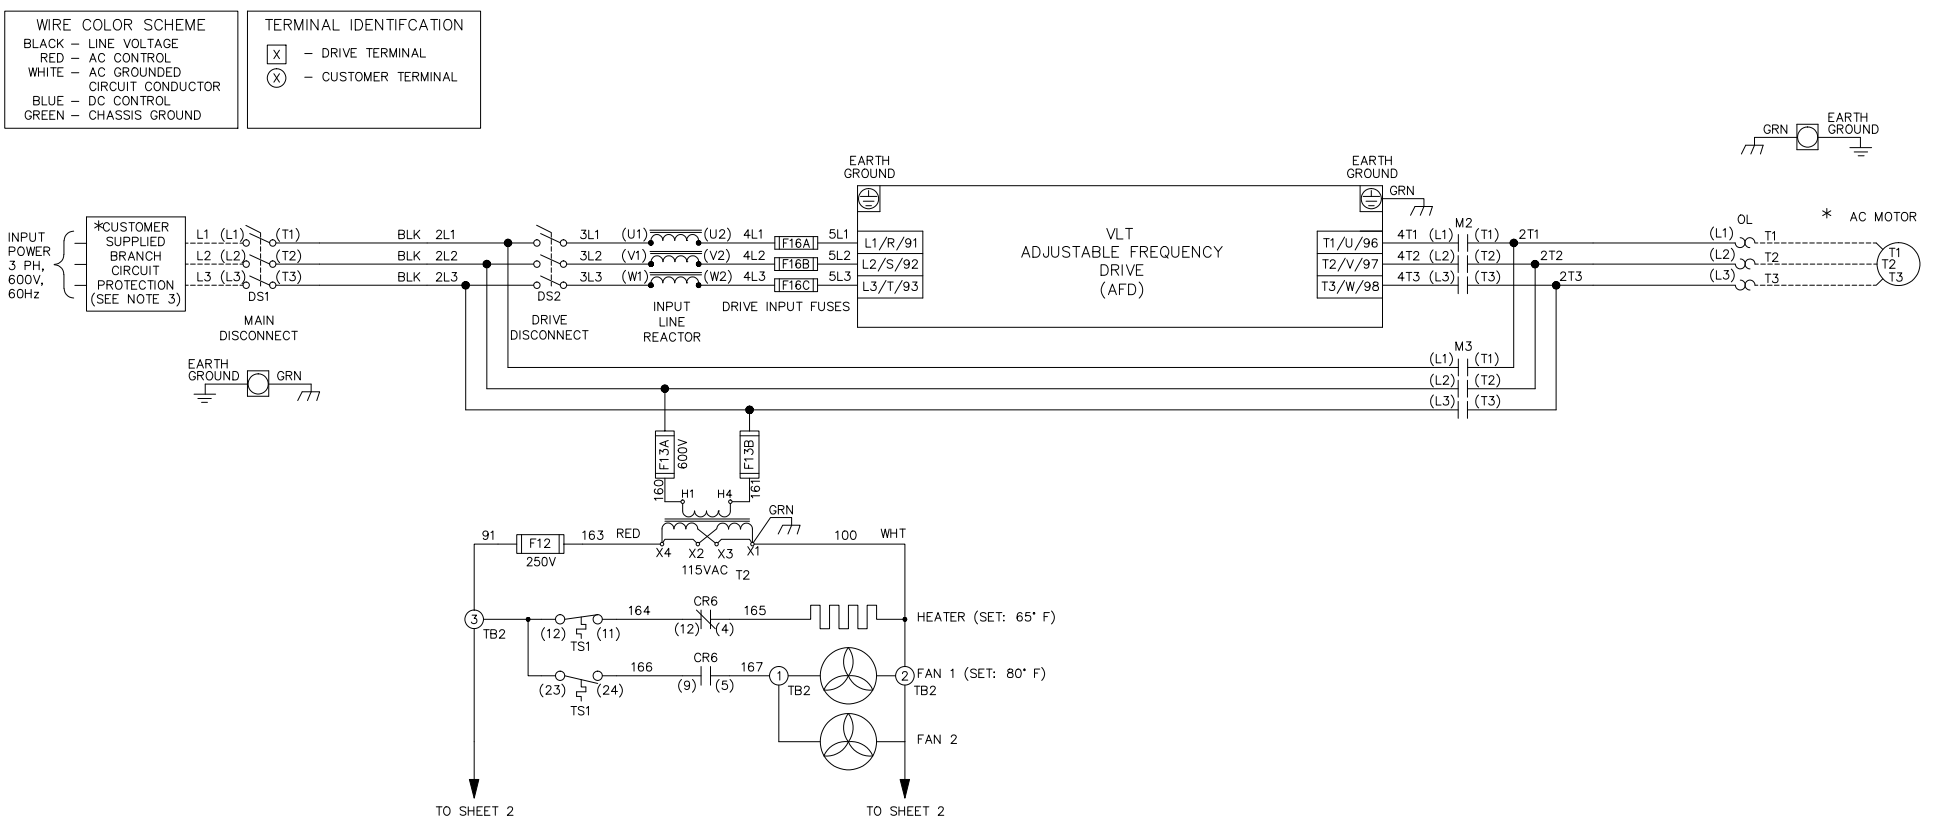 WIRE COLOR SCHEME
BLACK – LINE VOLTAGE
RED – AC CONTROL
WHITE – AC GROUNDED
CIRCUIT CONDUCTOR
BLUE – DC CONTROL
GREEN – CHASSIS GROUND
TERMINAL IDENTIFCATION
X – DRIVE TERMINAL
X – CUSTOMER TERMINAL
GRN
EARTH
GROUND
INPUT
POWER
3 PH,
600V,
60Hz
*CUSTOMER
SUPPLIED
BRANCH
CIRCUIT
PROTECTION
(SEE NOTE 3)
L1 (L1) (T1) BLK 2L1 3L1 (U1) (U2) 4L1 F16A 5L1 L1/R/91
L2 (L2) (T2) BLK 2L2 3L2 (V1) (V2) 4L2 F16B 5L2 L2/S/92
L3 (L3) (T3) BLK 2L3 3L3 (W1) (W2) 4L3 F16C 5L3 L3/T/93
DS1
MAIN
DISCONNECT
DS2
DRIVE
DISCONNECT
INPUT
LINE
REACTOR
DRIVE INPUT FUSES
EARTH
GROUND
VLT
ADJUSTABLE FREQUENCY
DRIVE
(AFD)
EARTH
GROUND
GRN
M2
T1/U/96 4T1 (L1) (T1) 2T1
T2/V/97 4T2 (L2) (T2) 2T2
T3/W/98 4T3 (L3) (T3) 2T3
OL
(L1) T1
(L2) T2
(L3) T3
* AC MOTOR
T1
T2
T3
M3
(L1) (T1)
(L2) (T2)
(L3) (T3)
EARTH
GROUND
GRN
F13A
600V
F13B
160
161
H1 H4
GRN
91 F12 163 RED
250V
X4 X2 X3 X1
100 WHT
115VAC T2
3
TB2
(12) (11)
TS1
164
CR6
(12) (4)
165
HEATER (SET: 65° F)
(23) (24)
TS1
166
CR6
(9) (5)
167
1
TB2
2
TB2
FAN 1 (SET: 80° F)
FAN 2
TO SHEET 2
TO SHEET 2